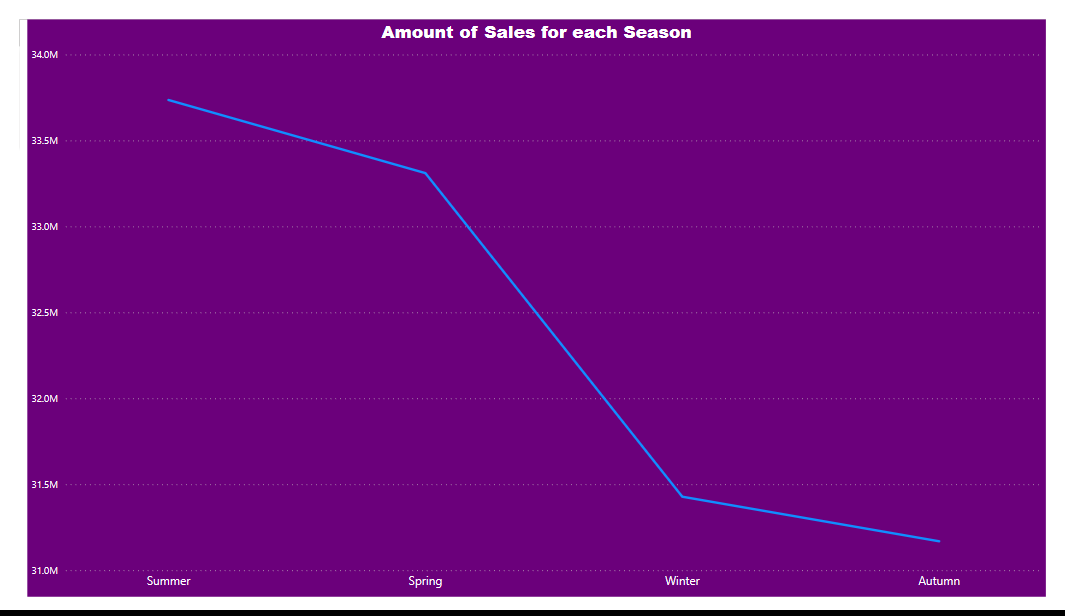 Amount of Sales for each Season
34.0M
33.5M
33.0M
32.5M
32.0M
31.5M
31.0M
Summer Spring Winter Autumn